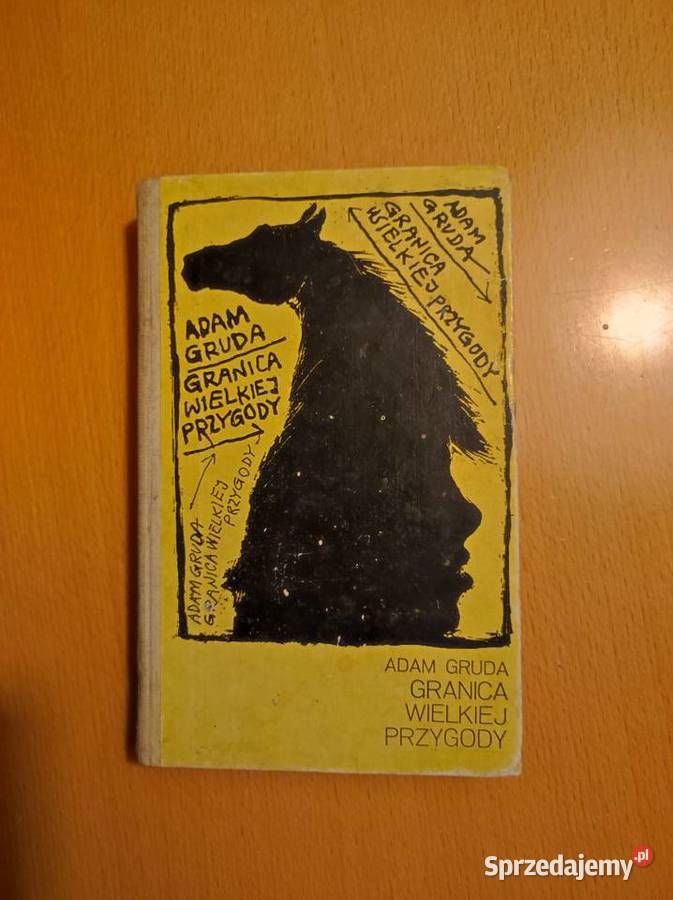 ADAM
GRUDA
GRANICA
WIELKIEJ
PRZYGODY
ADAM
GRUDA
GRANICA
WIELKIEJ PRZYGODY
ADAM GRUDA
GRANICA WIELKIEJ
PRZYGODY
ADAM GRUDA
GRANICA
WIELKIEJ
PRZYGODY
Sprzedajemy.pl